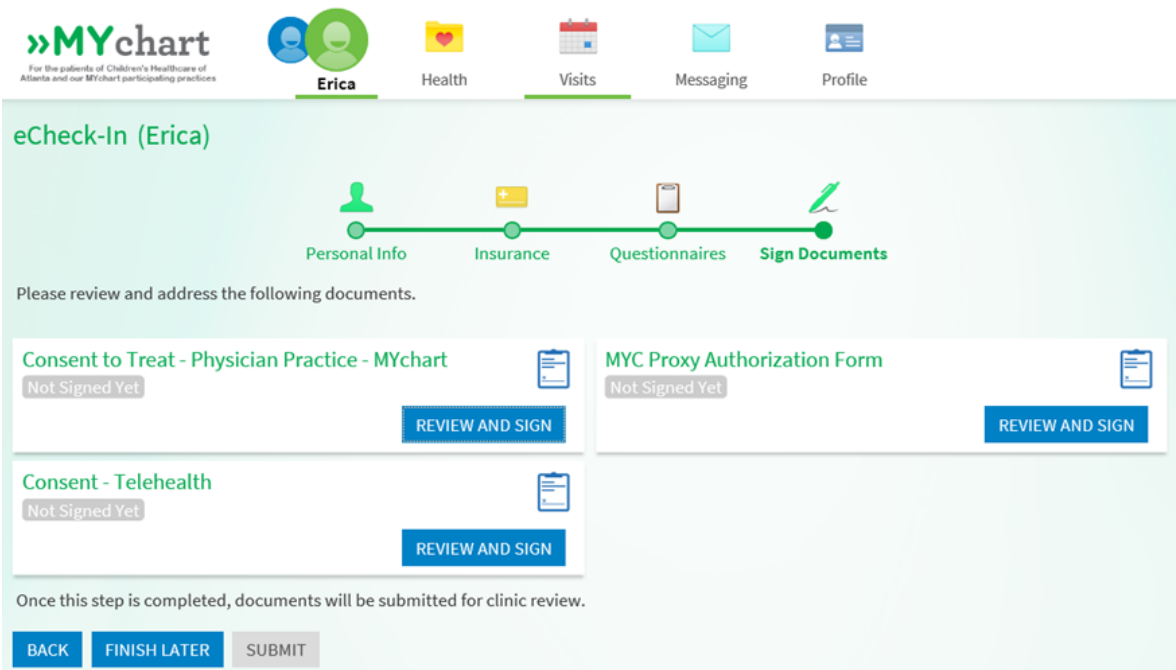 »MYchart
For the patients of Children's Healthcare of
Atlanta and our MYchart participating practices
Erica
Health
Visits
Messaging
Profile
eCheck-In (Erica)
Personal Info
Insurance
Questionnaires
Sign Documents
Please review and address the following documents.
Consent to Treat - Physician Practice - MYchart
Not Signed Yet
REVIEW AND SIGN
MYC Proxy Authorization Form
Not Signed Yet
REVIEW AND SIGN
Consent - Telehealth
Not Signed Yet
REVIEW AND SIGN
Once this step is completed, documents will be submitted for clinic review.
BACK
FINISH LATER
SUBMIT